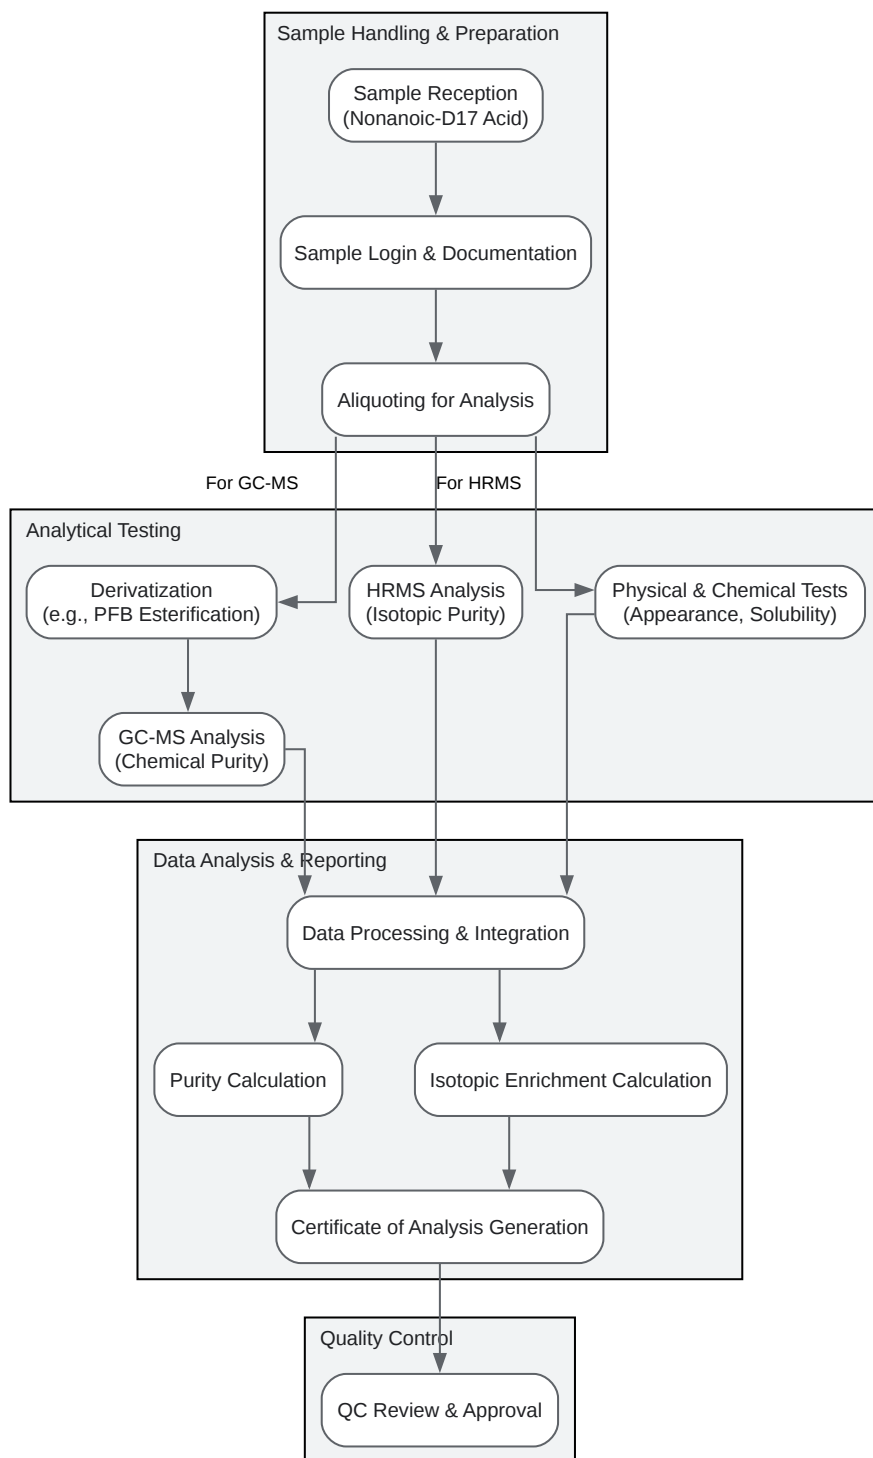 Sample Handling & Preparation
Sample Reception
(Nonanoic-D17 Acid)
Sample Login & Documentation
Aliquoting for Analysis
For GC-MS
For HRMS
Analytical Testing
Derivatization
(e.g., PFB Esterification)
HRMS Analysis
(Isotopic Purity)
Physical & Chemical Tests
(Appearance, Solubility)
GC-MS Analysis
(Chemical Purity)
Data Analysis & Reporting
Data Processing & Integration
Purity Calculation
Isotopic Enrichment Calculation
Certificate of Analysis Generation
Quality Control
QC Review & Approval